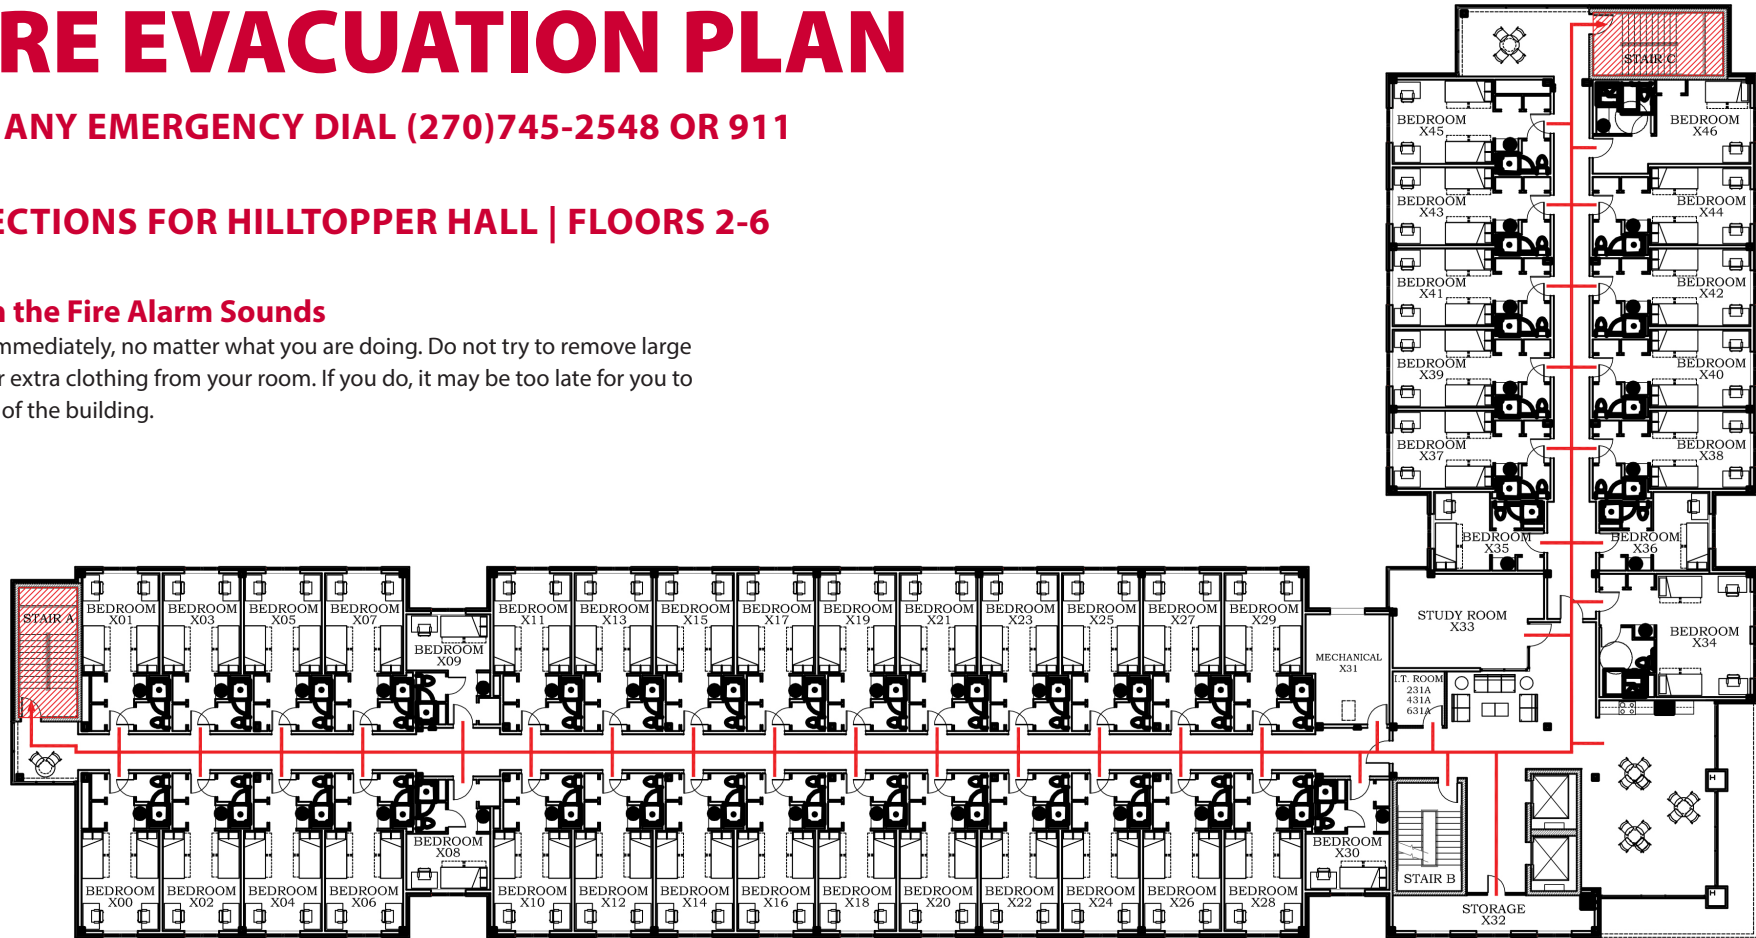 RE EVACUATION PLAN
ANY EMERGENCY DIAL (270)745-2548 OR 911
ECTIONS FOR HILLTOPPER HALL | FLOORS 2-6
n the Fire Alarm Sounds
mmediately, no matter what you are doing. Do not try to remove large
r extra clothing from your room. If you do, it may be too late for you to
of the building.
STAIR C
BEDROOM
X45
BEDROOM
X46
BEDROOM
X43
BEDROOM
X44
BEDROOM
X41
BEDROOM
X42
BEDROOM
X39
BEDROOM
X40
BEDROOM
X37
BEDROOM
X38
BEDROOM
X35
BEDROOM
X36
STUDY ROOM
X33
BEDROOM
X34
STAIR A
BEDROOM
X01
BEDROOM
X03
BEDROOM
X05
BEDROOM
X07
BEDROOM
X09
BEDROOM
X11
BEDROOM
X13
BEDROOM
X15
BEDROOM
X17
BEDROOM
X19
BEDROOM
X21
BEDROOM
X23
BEDROOM
X25
BEDROOM
X27
BEDROOM
X29
MECHANICAL
X31
I.T. ROOM
231A
431A
631A
BEDROOM
X00
BEDROOM
X02
BEDROOM
X04
BEDROOM
X06
BEDROOM
X08
BEDROOM
X10
BEDROOM
X12
BEDROOM
X14
BEDROOM
X16
BEDROOM
X18
BEDROOM
X20
BEDROOM
X22
BEDROOM
X24
BEDROOM
X26
BEDROOM
X28
BEDROOM
X30
STAIR B
STORAGE
X32
H
H